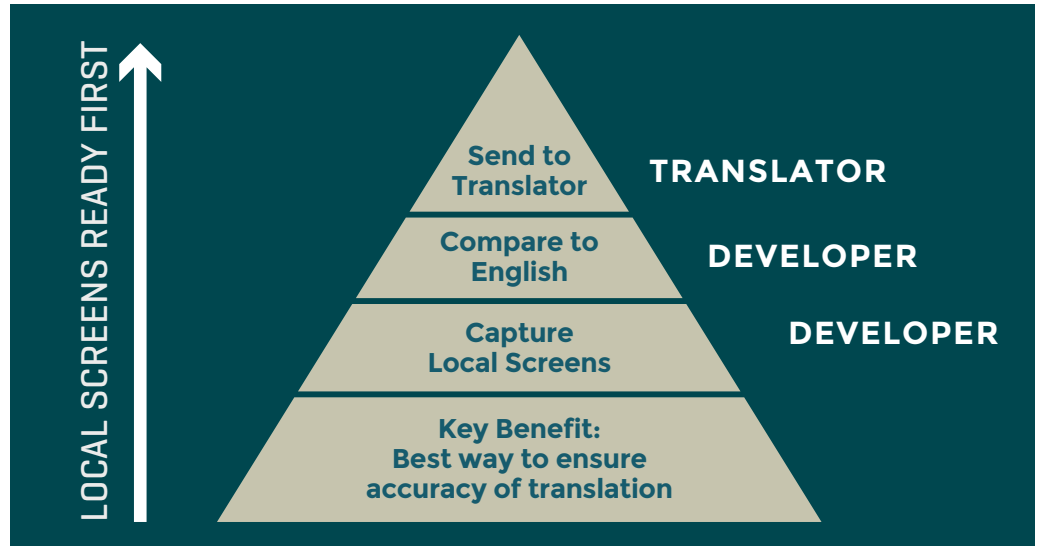 LOCAL SCREENS READY FIRST
Send to
Translator
TRANSLATOR
Compare to
English
DEVELOPER
Capture
Local Screens
DEVELOPER
Key Benefit:
Best way to ensure
accuracy of translation